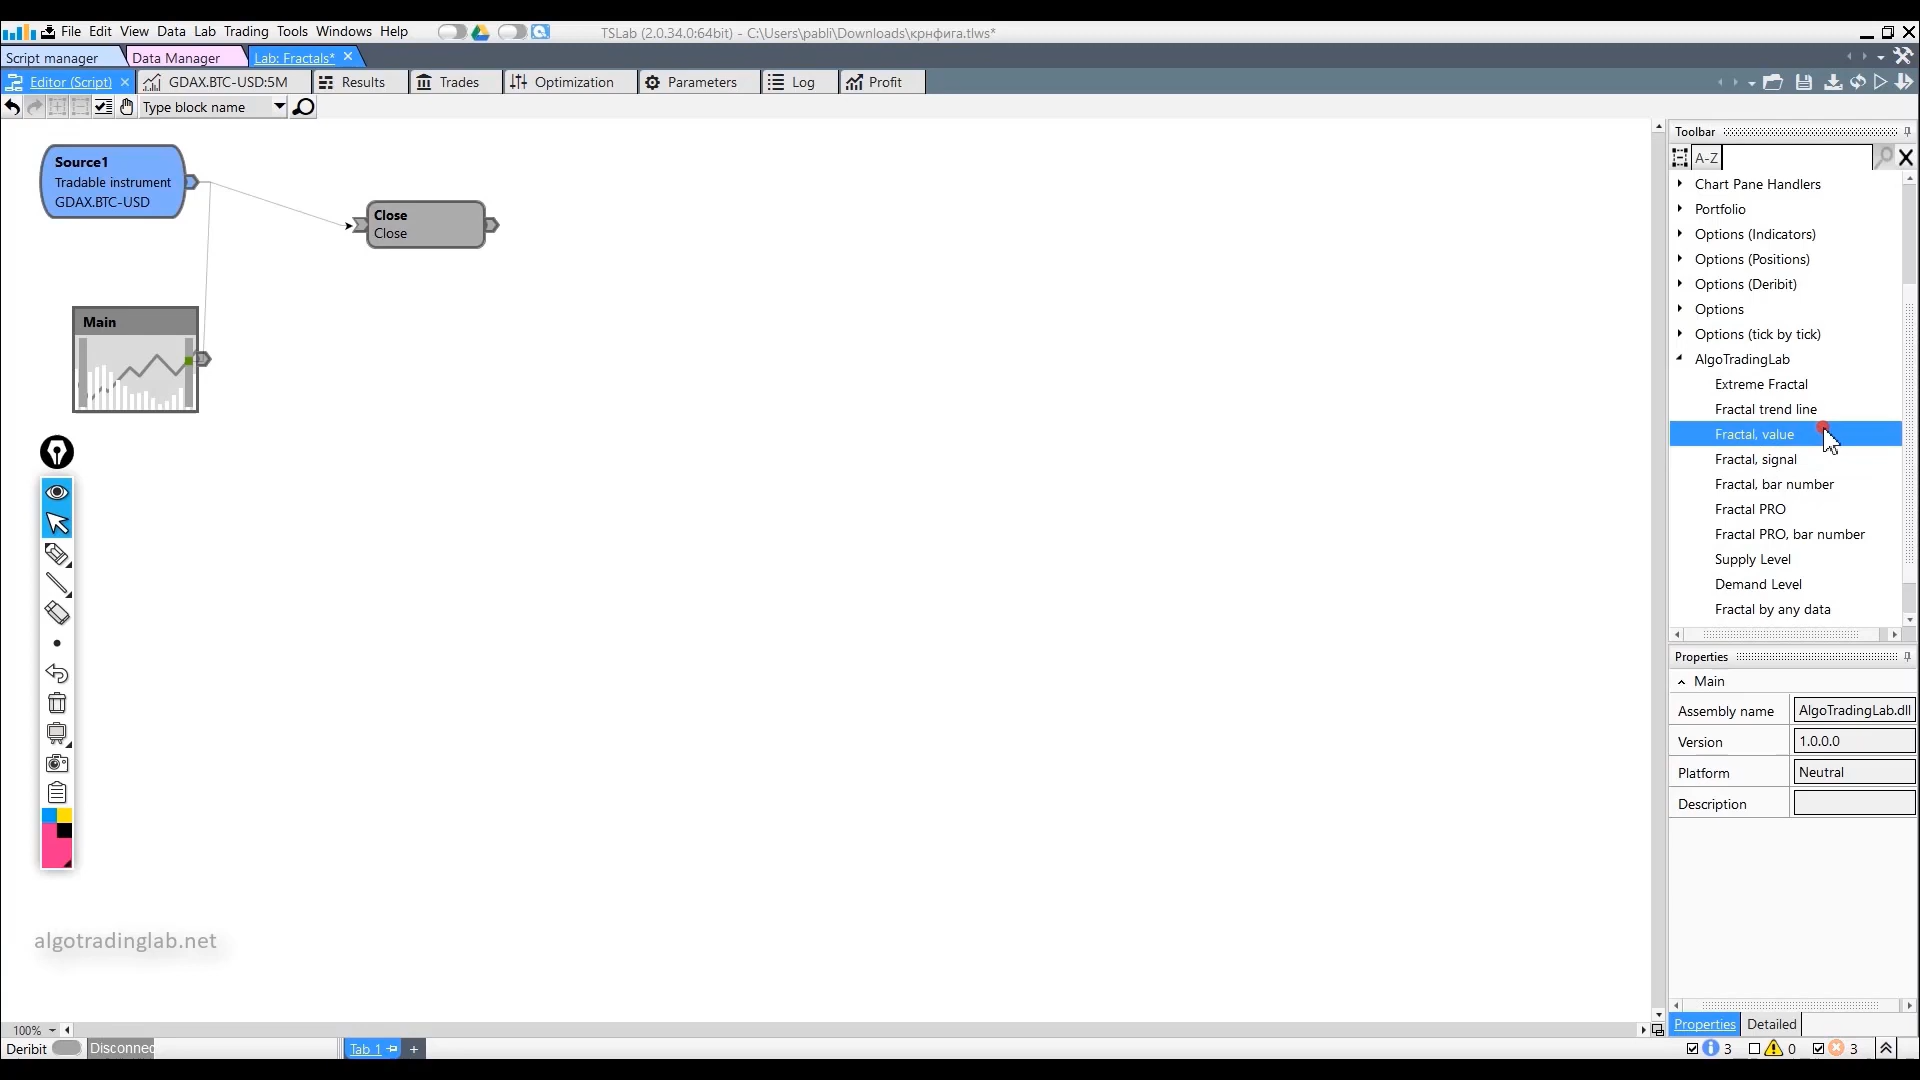 File Edit View Data Lab Trading Tools Windows Help
TSLab (2.0.34.0:64bit) - C:\Users\pabli\Downloads\крнфига.tlws*
Script manager
Data Manager
Lab: Fractals*
Editor (Script)
GDAX.BTC-USD:5M
Results
Trades
Optimization
Parameters
Log
Profit
Type block name
Source1
Tradable instrument
GDAX.BTC-USD
Close
Close
Main
algotradinglab.net
Toolbar
A-Z
Chart Pane Handlers
Portfolio
Options (Indicators)
Options (Positions)
Options (Deribit)
Options
Options (tick by tick)
AlgoTradingLab
Extreme Fractal
Fractal trend line
Fractal, value
Fractal, signal
Fractal, bar number
Fractal PRO
Fractal PRO, bar number
Supply Level
Demand Level
Fractal by any data
Properties
Main
Assembly name AlgoTradingLab.dll
Version 1.0.0.0
Platform Neutral
Description
Properties Detailed
100%
Deribit
Disconnec
Tab 1
+
3 0 3